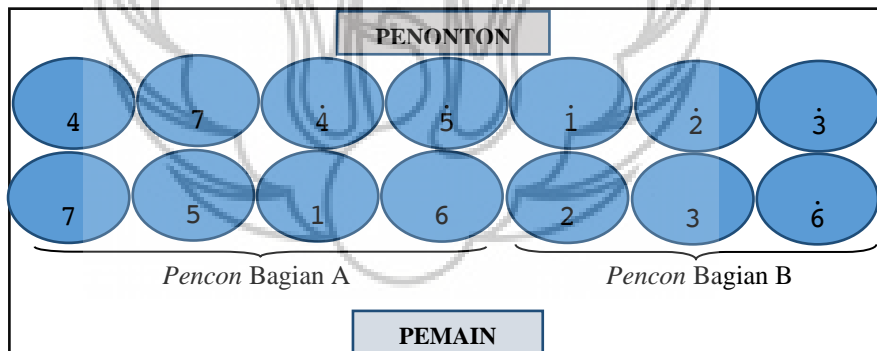 PENONTON
4 7 4̇ 5̇ 1̇ 2̇ 3̇
7 5 1 6 2 3 6̇
Pencon Bagian A Pencon Bagian B
PEMAIN